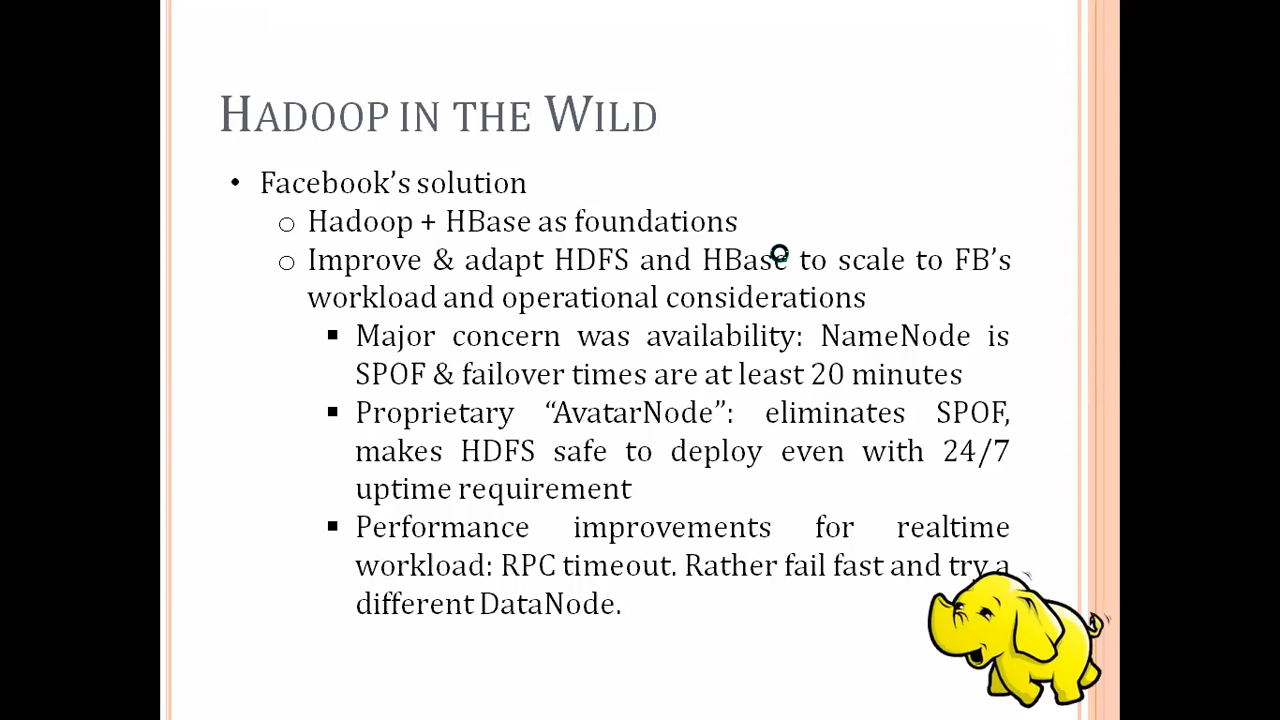 HADOOP IN THE WILD
• Facebook’s solution
o Hadoop + HBase as foundations
o Improve & adapt HDFS and HBase to scale to FB’s
workload and operational considerations
▪ Major concern was availability: NameNode is
SPOF & failover times are at least 20 minutes
▪ Proprietary “AvatarNode”: eliminates SPOF,
makes HDFS safe to deploy even with 24/7
uptime requirement
▪ Performance improvements for realtime
workload: RPC timeout. Rather fail fast and try a
different DataNode.